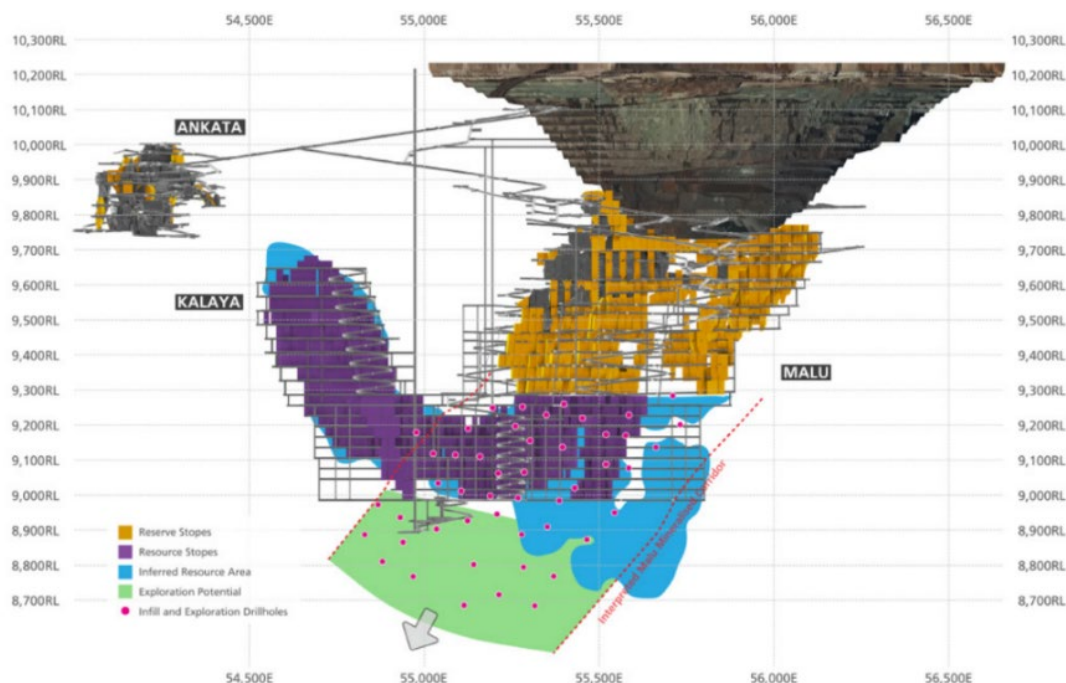 54,500E 55,000E 55,500E 56,000E 56,500E
10,300RL 10,300RL
10,200RL 10,200RL
10,100RL 10,100RL
ANKATA
10,000RL 10,000RL
9,900RL 9,900RL
9,800RL 9,800RL
9,700RL 9,700RL
KALAYA
9,600RL 9,600RL
9,500RL 9,500RL
9,400RL 9,400RL
MALU
9,300RL 9,300RL
9,200RL 9,200RL
9,100RL 9,100RL
9,000RL 9,000RL
8,900RL 8,900RL
8,800RL 8,800RL
8,700RL 8,700RL
Reserve Stopes
Resource Stopes
Inferred Resource Area
Exploration Potential
Infill and Exploration Drillholes
Interpreted Malu Mineralised Corridor
54,500E 55,000E 55,500E 56,000E 56,500E